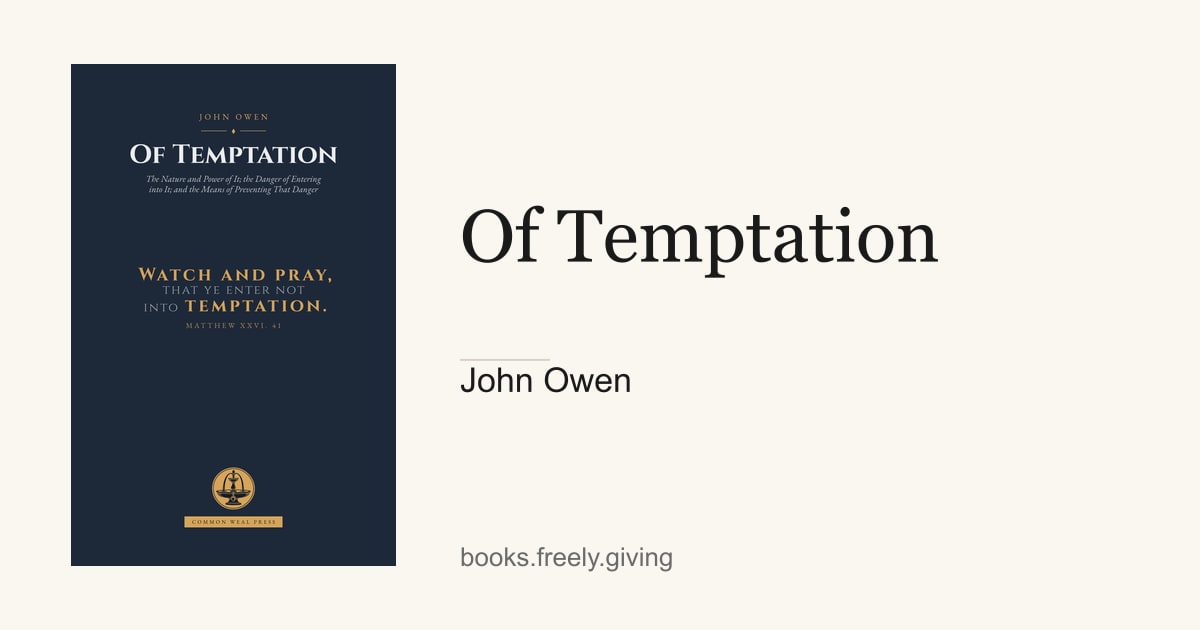 JOHN OWEN
OF TEMPTATION
The Nature and Power of It; the Danger of Entering
into It; and the Means of Preventing That Danger
WATCH AND PRAY,
THAT YE ENTER NOT
INTO TEMPTATION.
MATTHEW XXVI. 41
COMMON WEAL PRESS
Of Temptation
John Owen
books.freely.giving